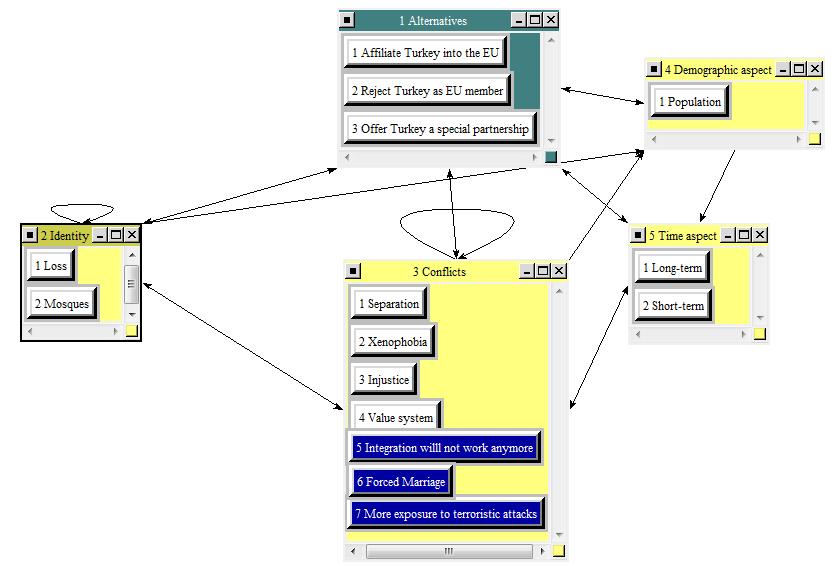 1 Alternatives
1 Affiliate Turkey into the EU
2 Reject Turkey as EU member
3 Offer Turkey a special partnership
4 Demographic aspect
1 Population
2 Identity
1 Loss
2 Mosques
3 Conflicts
1 Separation
2 Xenophobia
3 Injustice
4 Value system
5 Integration willl not work anymore
6 Forced Marriage
7 More exposure to terroristic attacks
5 Time aspect
1 Long-term
2 Short-term